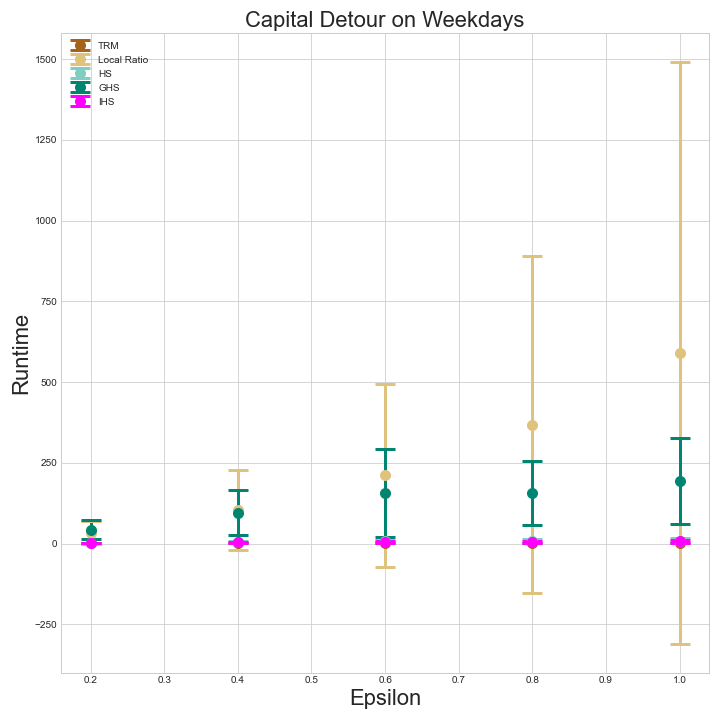 Capital Detour on Weekdays
TRM
Local Ratio
HS
GHS
IHS
Runtime
1500
1250
1000
750
500
250
0
−250
0.2 0.3 0.4 0.5 0.6 0.7 0.8 0.9 1.0
Epsilon